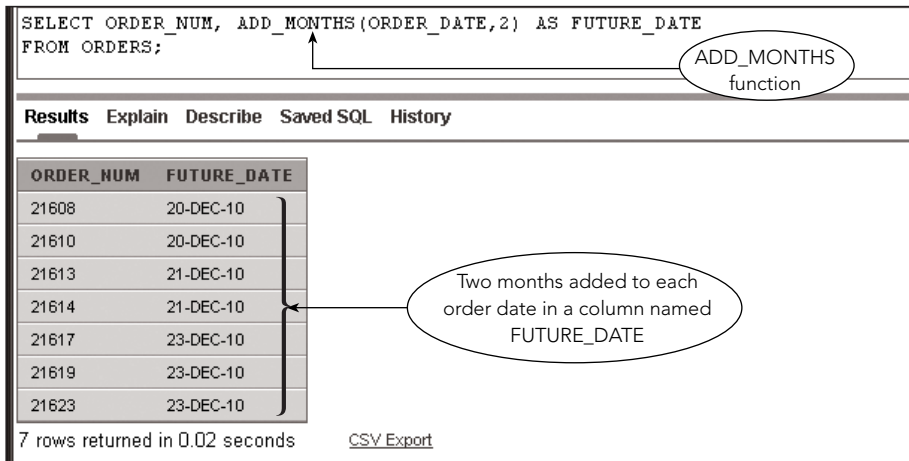 SELECT ORDER_NUM, ADD_MONTHS(ORDER_DATE,2) AS FUTURE_DATE
FROM ORDERS;
ADD_MONTHS
function
Results Explain Describe Saved SQL History
ORDER_NUM FUTURE_DATE
21608 20-DEC-10
21610 20-DEC-10
21613 21-DEC-10
21614 21-DEC-10
21617 23-DEC-10
21619 23-DEC-10
21623 23-DEC-10
Two months added to each
order date in a column named
FUTURE_DATE
7 rows returned in 0.02 seconds CSV Export